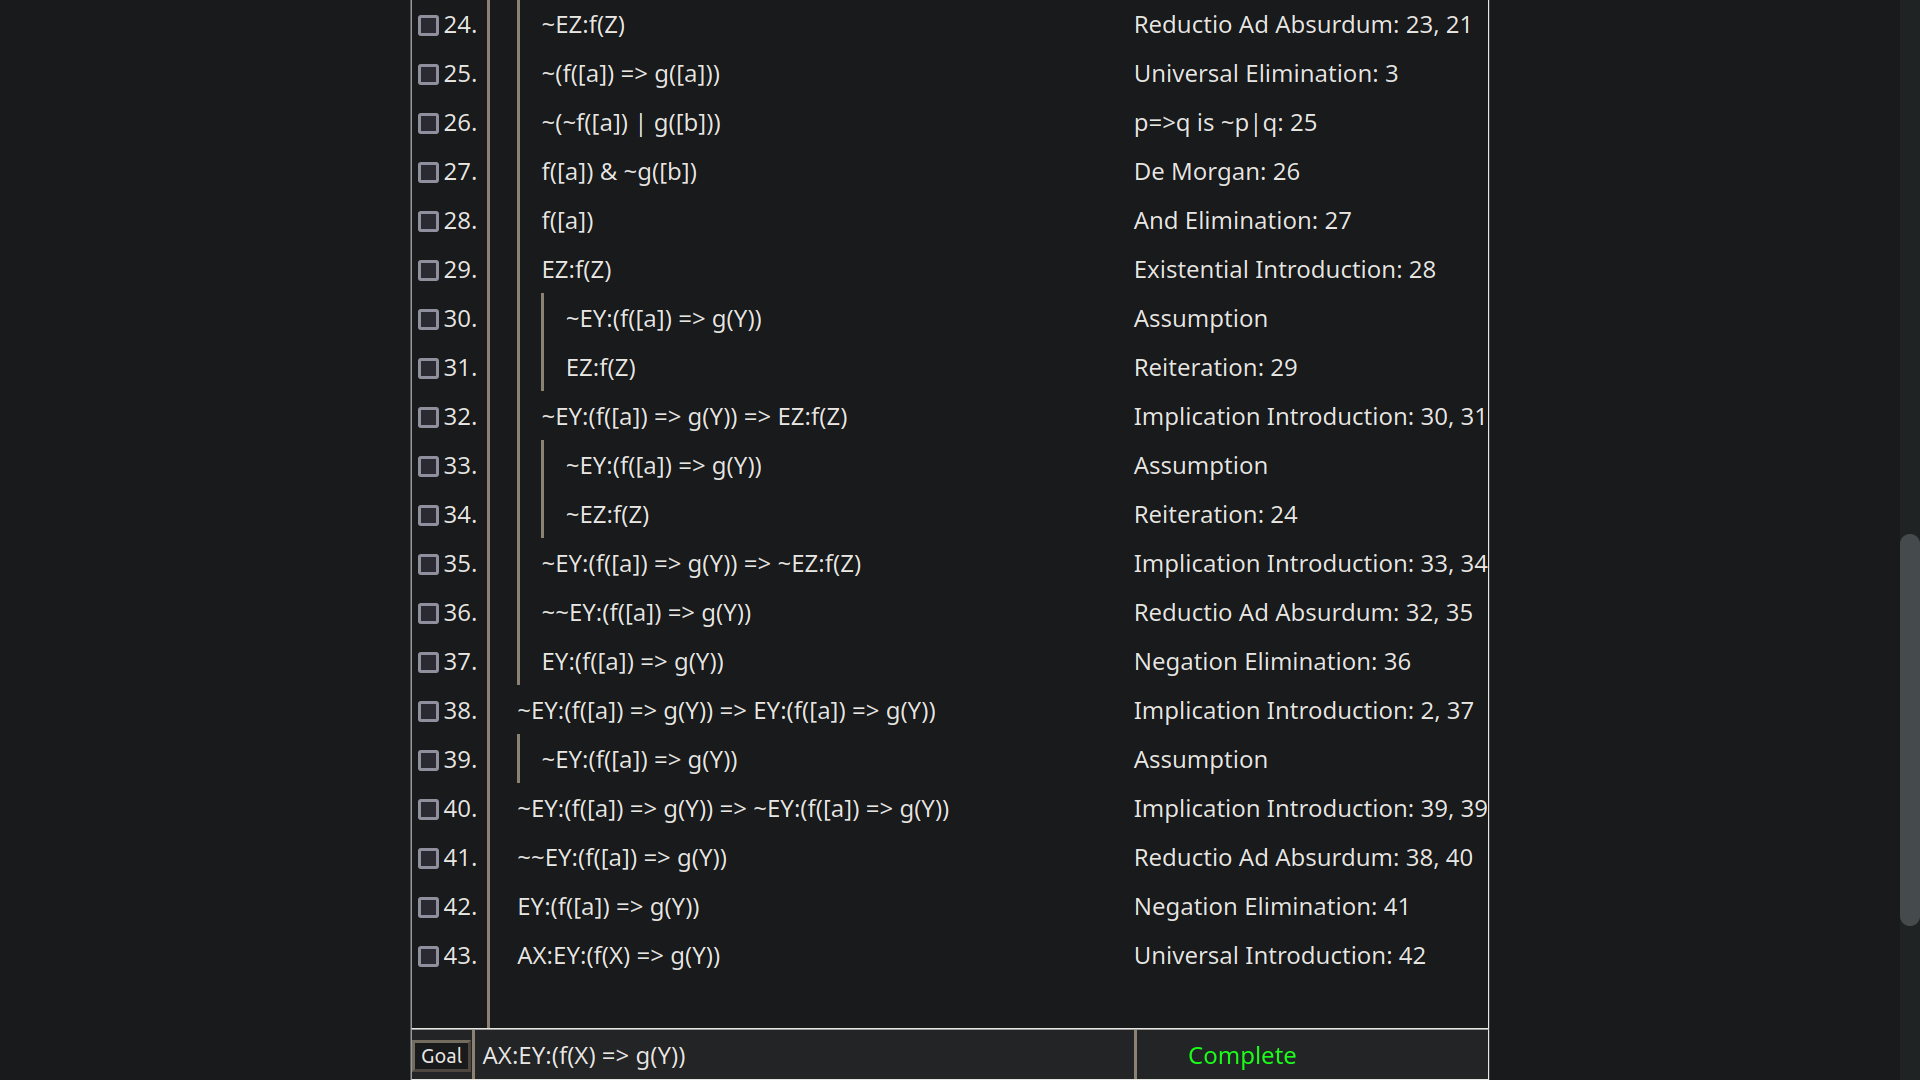 24. ~EZ:f(Z) Reductio Ad Absurdum: 23, 21
25. ~(f([a]) => g([a])) Universal Elimination: 3
26. ~(~f([a]) | g([b])) p=>q is ~p|q: 25
27. f([a]) & ~g([b]) De Morgan: 26
28. f([a]) And Elimination: 27
29. EZ:f(Z) Existential Introduction: 28
30. ~EY:(f([a]) => g(Y)) Assumption
31. EZ:f(Z) Reiteration: 29
32. ~EY:(f([a]) => g(Y)) => EZ:f(Z) Implication Introduction: 30, 31
33. ~EY:(f([a]) => g(Y)) Assumption
34. ~EZ:f(Z) Reiteration: 24
35. ~EY:(f([a]) => g(Y)) => ~EZ:f(Z) Implication Introduction: 33, 34
36. ~~EY:(f([a]) => g(Y)) Reductio Ad Absurdum: 32, 35
37. EY:(f([a]) => g(Y)) Negation Elimination: 36
38. ~EY:(f([a]) => g(Y)) => EY:(f([a]) => g(Y)) Implication Introduction: 2, 37
39. ~EY:(f([a]) => g(Y)) Assumption
40. ~EY:(f([a]) => g(Y)) => ~EY:(f([a]) => g(Y)) Implication Introduction: 39, 39
41. ~~EY:(f([a]) => g(Y)) Reductio Ad Absurdum: 38, 40
42. EY:(f([a]) => g(Y)) Negation Elimination: 41
43. AX:EY:(f(X) => g(Y)) Universal Introduction: 42
Goal AX:EY:(f(X) => g(Y)) Complete